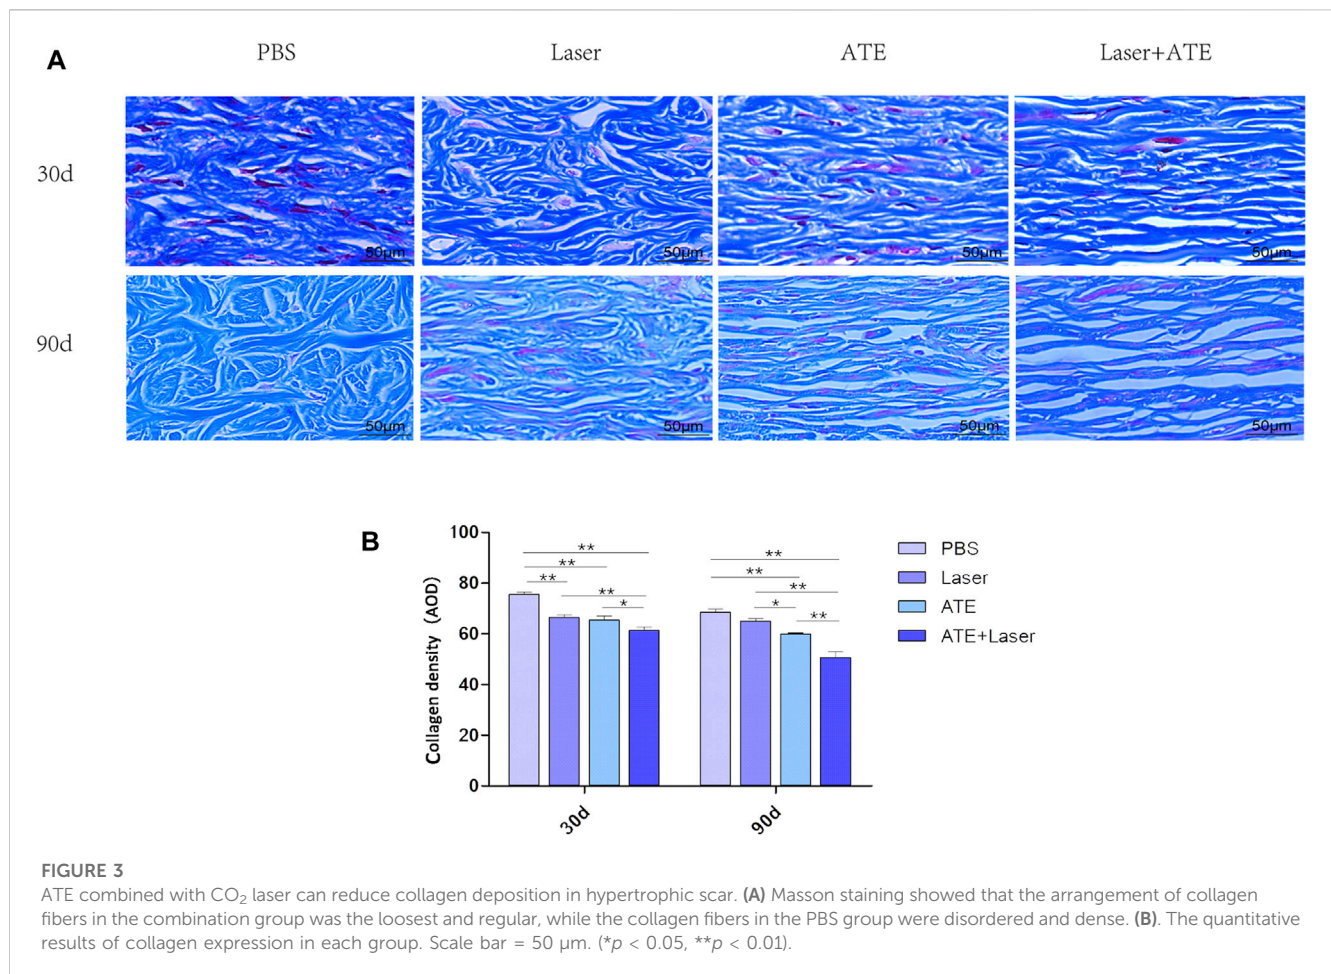 A
PBS
Laser
ATE
Laser+ATE
30d
50μm
50μm
50μm
50μm
90d
50μm
50μm
50μm
50μm
B
Collagen density (AOD)
100
80
60
40
20
0
**
**
**
**
*
**
**
**
*
**
30d
90d
PBS
Laser
ATE
ATE+Laser
FIGURE 3
ATE combined with CO₂ laser can reduce collagen deposition in hypertrophic scar. (A) Masson staining showed that the arrangement of collagen
fibers in the combination group was the loosest and regular, while the collagen fibers in the PBS group were disordered and dense. (B). The quantitative
results of collagen expression in each group. Scale bar = 50 μm. (*p < 0.05, **p < 0.01).